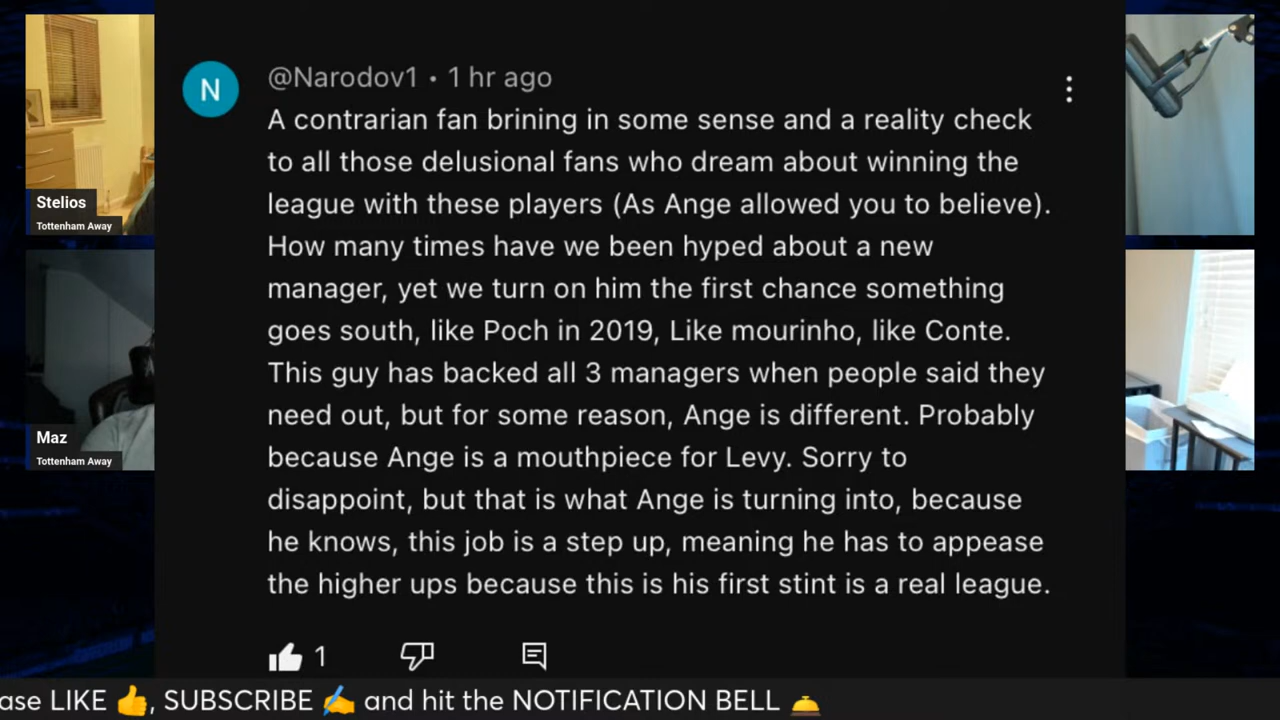 N
@Narodov1 • 1 hr ago
A contrarian fan brining in some sense and a reality check
to all those delusional fans who dream about winning the
league with these players (As Ange allowed you to believe).
How many times have we been hyped about a new
manager, yet we turn on him the first chance something
goes south, like Poch in 2019, Like mourinho, like Conte.
This guy has backed all 3 managers when people said they
need out, but for some reason, Ange is different. Probably
because Ange is a mouthpiece for Levy. Sorry to
disappoint, but that is what Ange is turning into, because
he knows, this job is a step up, meaning he has to appease
the higher ups because this is his first stint is a real league.
1
Stelios
Tottenham Away
Maz
Tottenham Away
ase LIKE 👍, SUBSCRIBE ✍️ and hit the NOTIFICATION BELL 🛎️